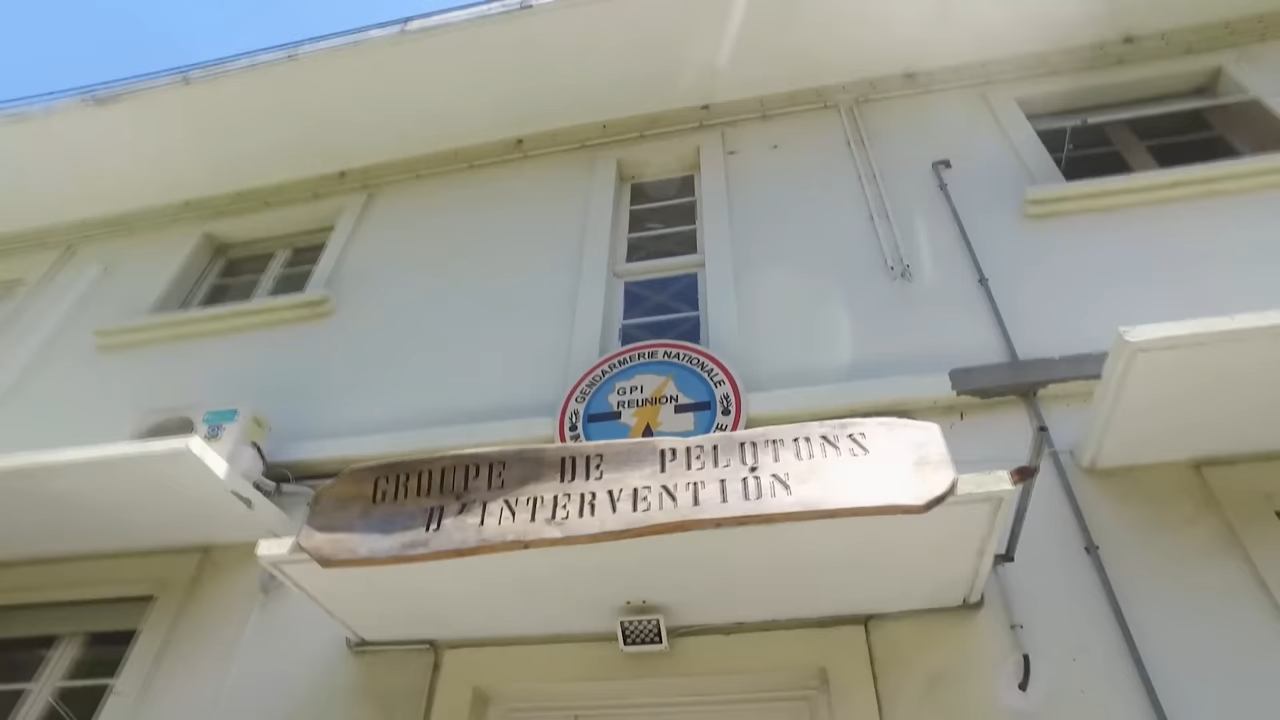 GENDARMERIE NATIONALE
GPI
REUNION
GROUPE DE PELOTONS
D'INTERVENTION